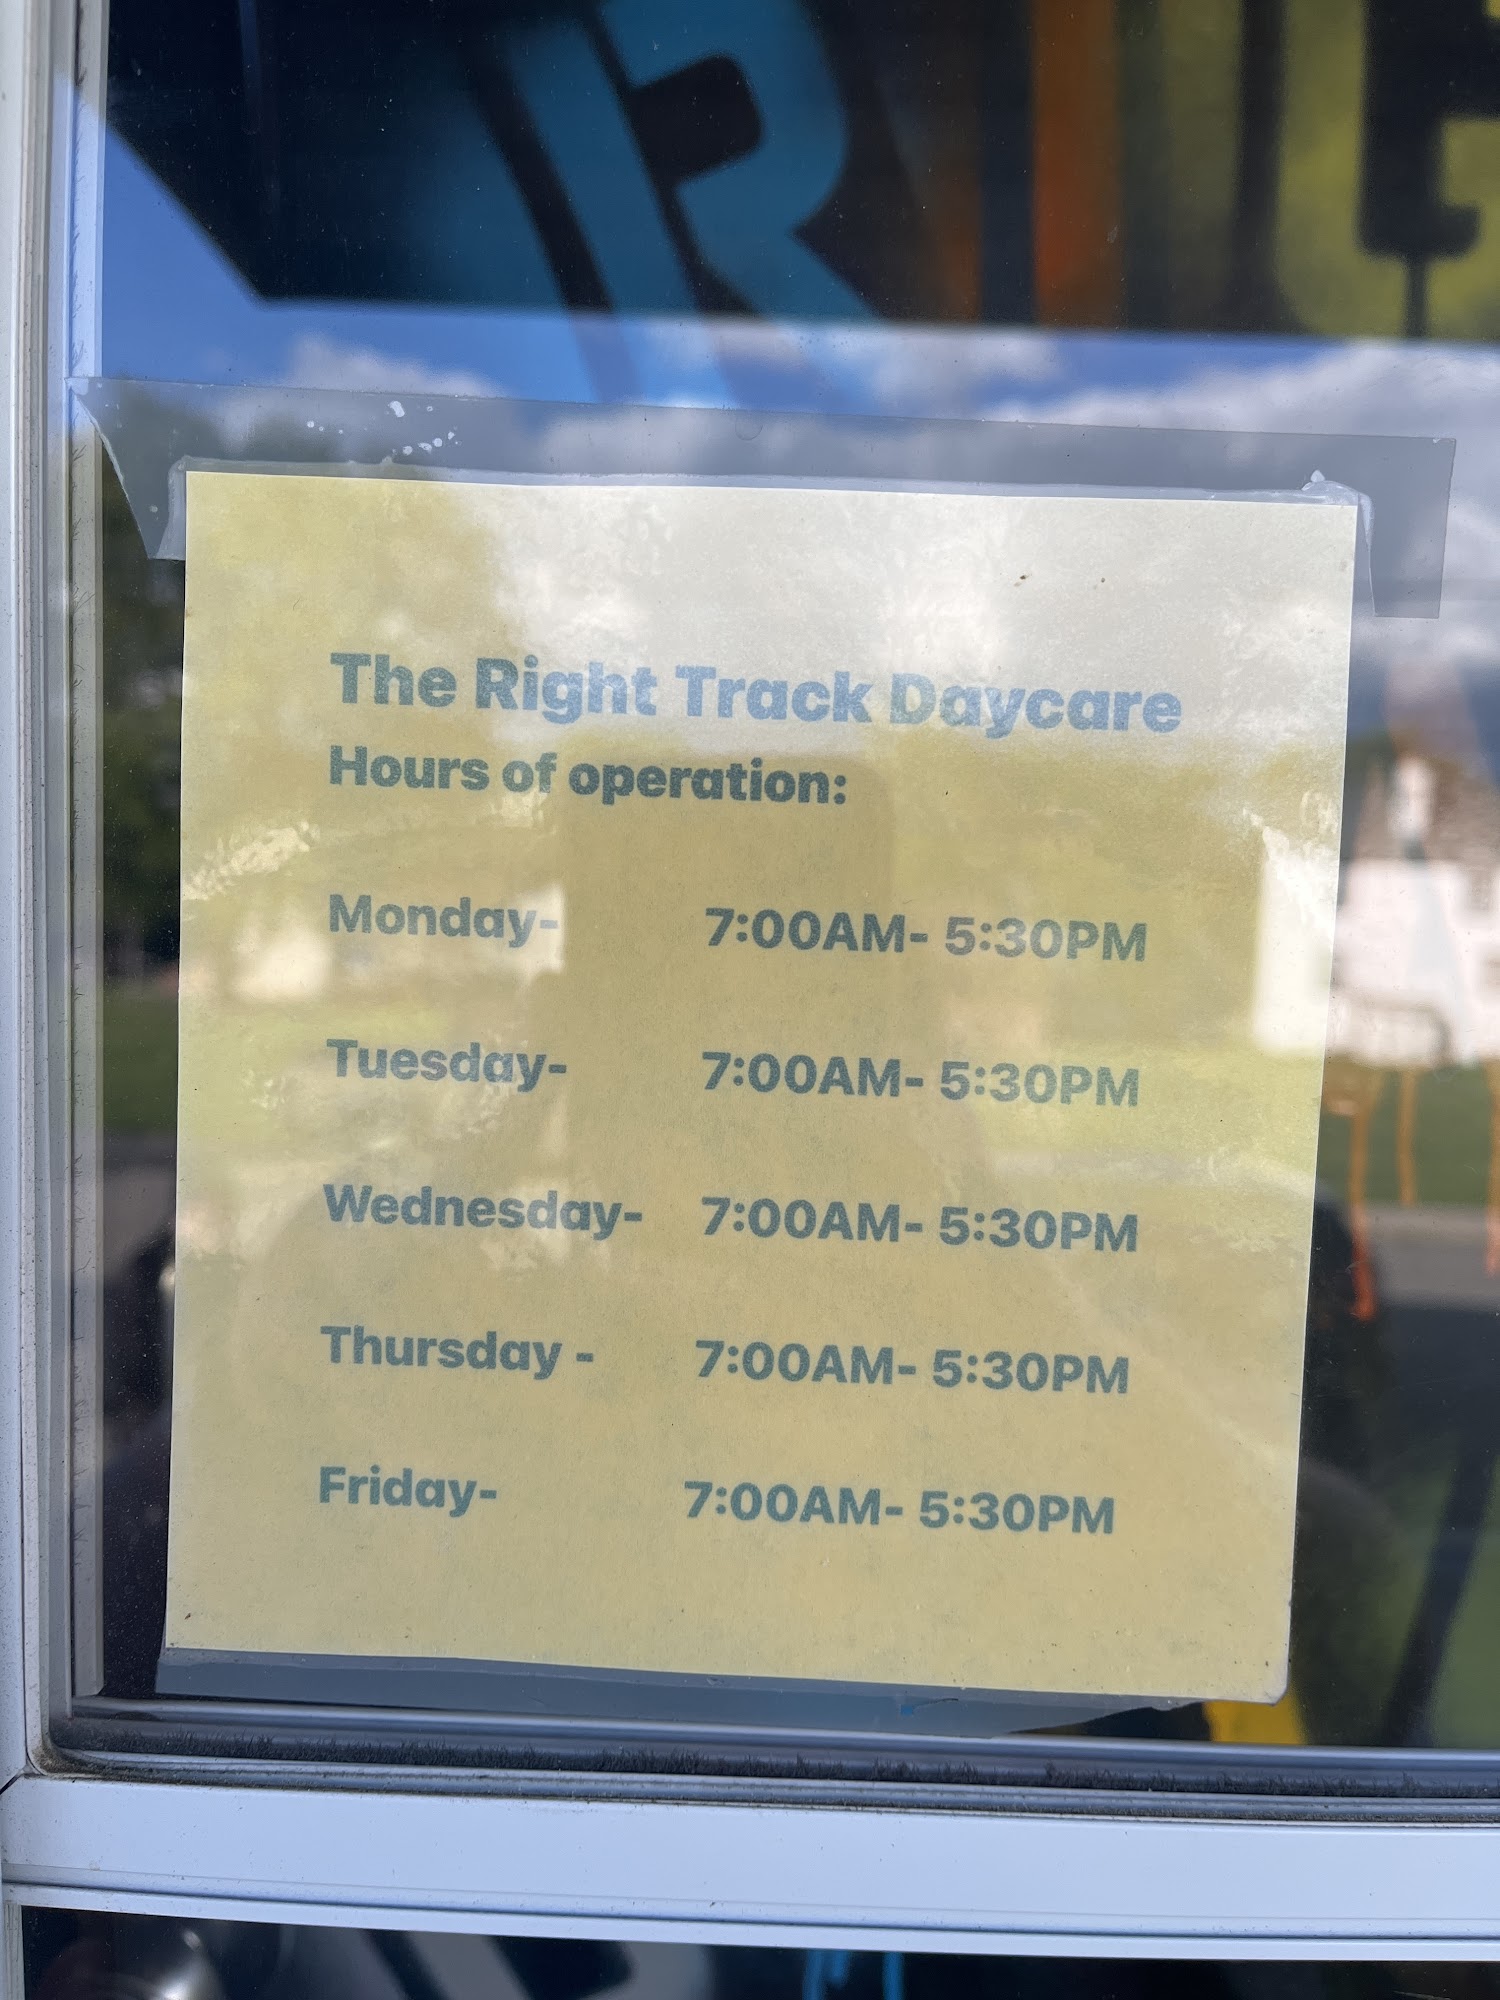 The Right Track Daycare
Hours of operation:
Monday- 7:00AM- 5:30PM
Tuesday- 7:00AM- 5:30PM
Wednesday- 7:00AM- 5:30PM
Thursday - 7:00AM- 5:30PM
Friday- 7:00AM- 5:30PM